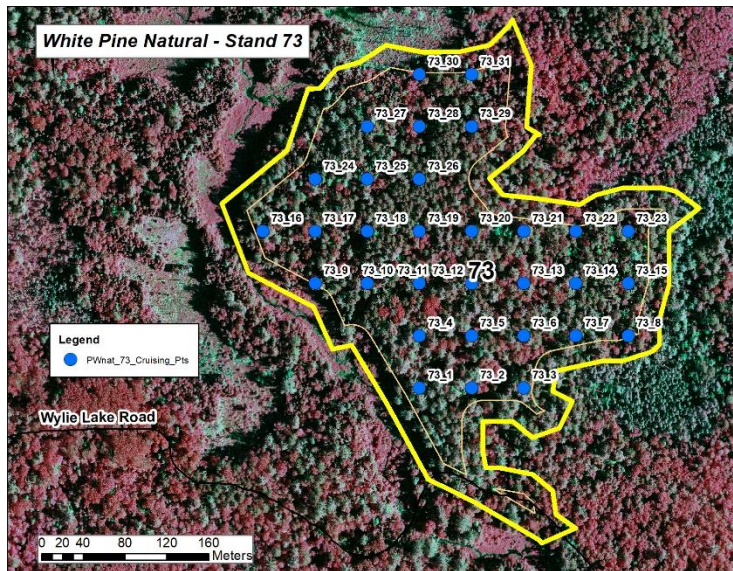 White Pine Natural - Stand 73
73_30 73_31
73_27 73_28 73_29
73_24 73_25 73_26
73_16 73_17 73_18 73_19 73_20 73_21 73_22 73_23
73
73_9 73_10 73_11 73_12 73_13 73_14 73_15
73_4 73_5 73_6 73_7 73_8
Legend
PWnat_73_Cruising_Pts
73_1 73_2 73_3
Wylie Lake Road
0 20 40 80 120 160
Meters